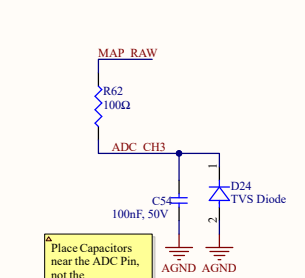 MAP_RAW
R62
100Ω
ADC_CH3
1
C54
100nF, 50V
D24
TVS Diode
2
Place Capacitors
near the ADC Pin,
not the
AGND AGND